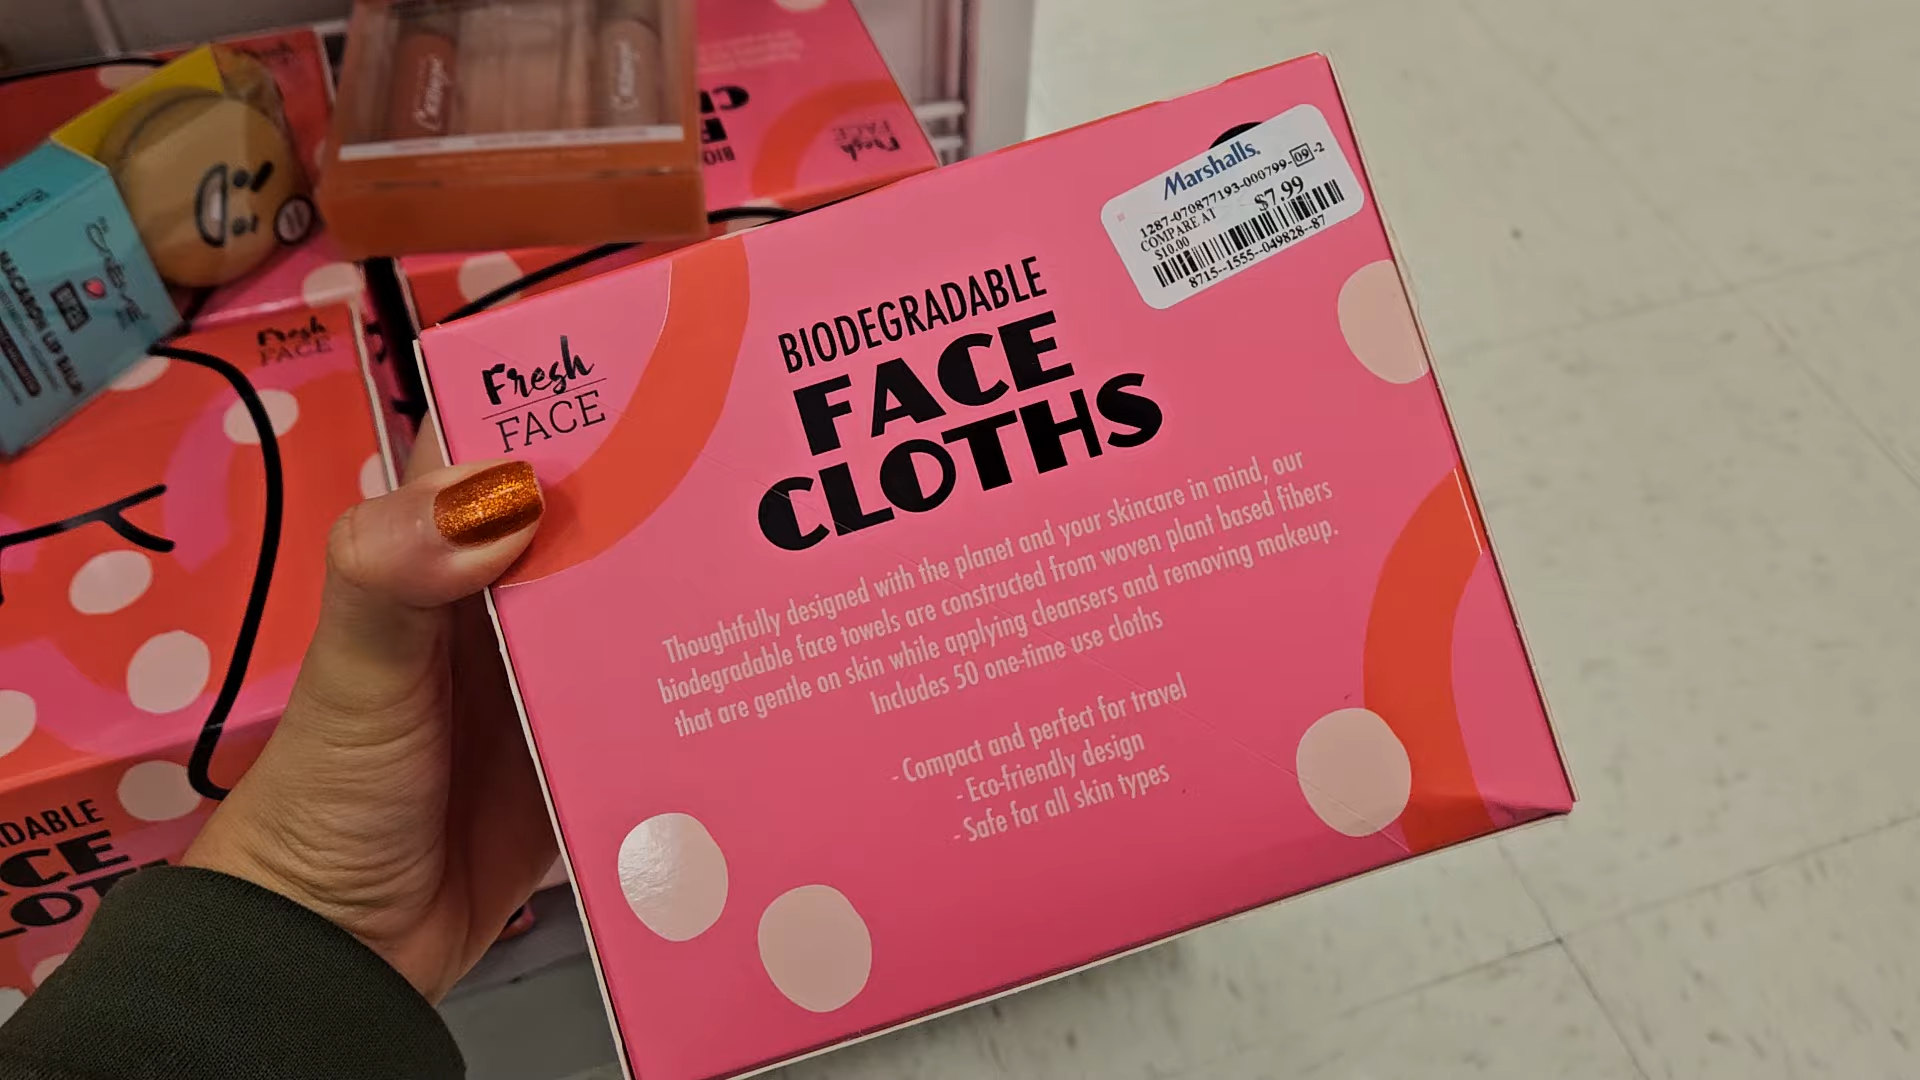 Fresh
FACE
BIODEGRADABLE
FACE
CLOTHS
Thoughtfully designed with the planet and your skincare in mind, our
biodegradable face towels are constructed from woven plant based fibers
that are gentle on skin while applying cleansers and removing makeup.
Includes 50 one-time use cloths
- Compact and perfect for travel
- Eco-friendly design
- Safe for all skin types
Marshalls.
1287-070877193-000799-09-2
COMPARE AT $7.99
$10.00
8715--1555--049828--87
Fresh
FACE
MACARON LIP BALM
Fresh
FACE
DABLE
CE